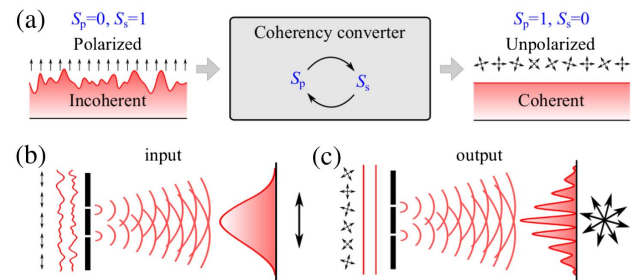 (a)
Sp=0, Ss=1
Polarized
Incoherent
Coherency converter
Sp
Ss
Sp=1, Ss=0
Unpolarized
Coherent
(b)
input
(c)
output